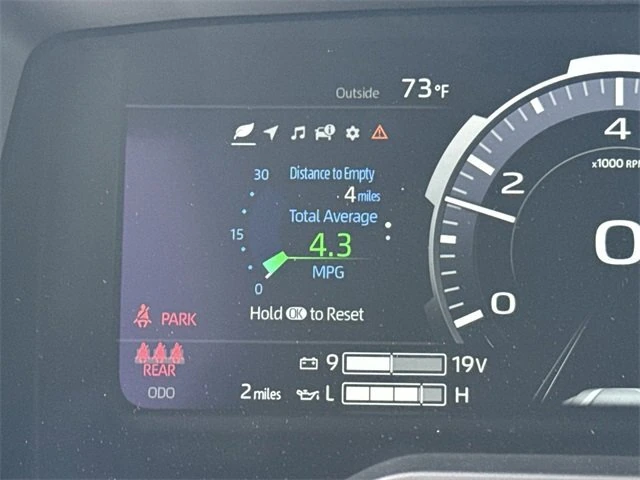 Outside 73°F
4
x1000 RPM
30 Distance to Empty
4 miles
2
Total Average
15
4.3
MPG
0
0
0
Hold OK to Reset
PARK
REAR
9 19V
ODO
2 miles L H